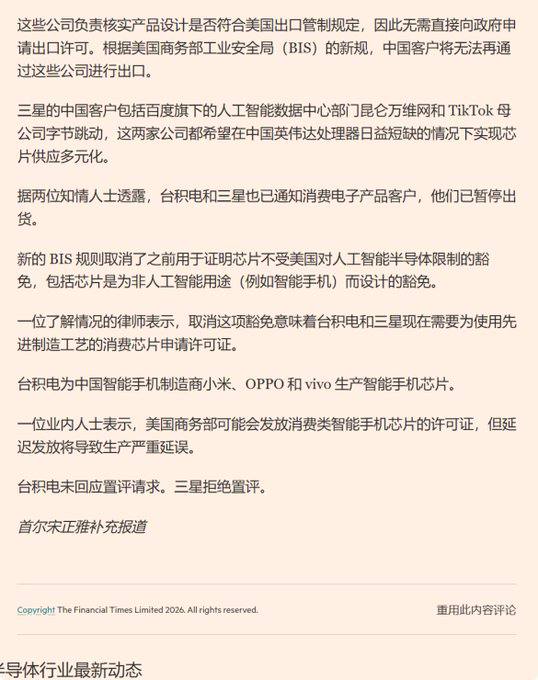 这些公司负责核实产品设计是否符合美国出口管制规定，因此无需直接向政府申
请出口许可。根据美国商务部工业安全局（BIS）的新规，中国客户将无法再通
过这些公司进行出口。
三星的中国客户包括百度旗下的人工智能数据中心部门昆仑万维网和 TikTok 母
公司字节跳动，这两家公司都希望在中国英伟达处理器日益短缺的情况下实现芯
片供应多元化。
据两位知情人士透露，台积电和三星也已通知消费电子产品客户，他们已暂停出
货。
新的 BIS 规则取消了之前用于证明芯片不受美国对人工智能半导体限制的豁
免，包括芯片是为非人工智能用途（例如智能手机）而设计的豁免。
一位了解情况的律师表示，取消这项豁免意味着台积电和三星现在需要为使用先
进制造工艺的消费芯片申请许可证。
台积电为中国智能手机制造商小米、OPPO 和 vivo 生产智能手机芯片。
一位业内人士表示，美国商务部可能会发放消费类智能手机芯片的许可证，但延
迟发放将导致生产严重延误。
台积电未回应置评请求。三星拒绝置评。
首尔宋正雅补充报道
Copyright The Financial Times Limited 2026. All rights reserved.
重用此内容评论
半导体行业最新动态